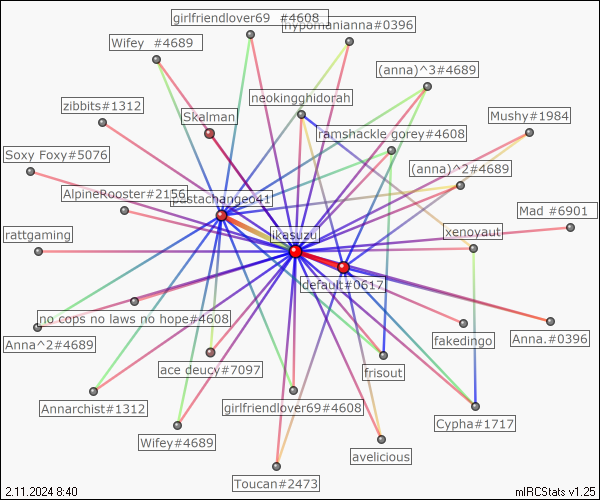 girlfriendlover69 #4608
hypomanianna#0396
Wifey #4689
(anna)^3#4689
neokingghidorah
zibbits#1312
Skalman
Mushy#1984
ramshackle gorey#4608
Soxy Foxy#5076
(anna)^2#4689
AlpineRooster#2156
pastachangeo41
Mad #6901
rattgaming
ikasuzu
xenoyaut
default#0617
no cops no laws no hope#4608
Anna^2#4689
fakedingo
Anna.#0396
ace deucy#7097
frisout
Annarchist#1312
girlfriendlover69#4608
Cypha#1717
Wifey#4689
avelicious
Toucan#2473
2.11.2024 8:40
mIRCStats v1.25